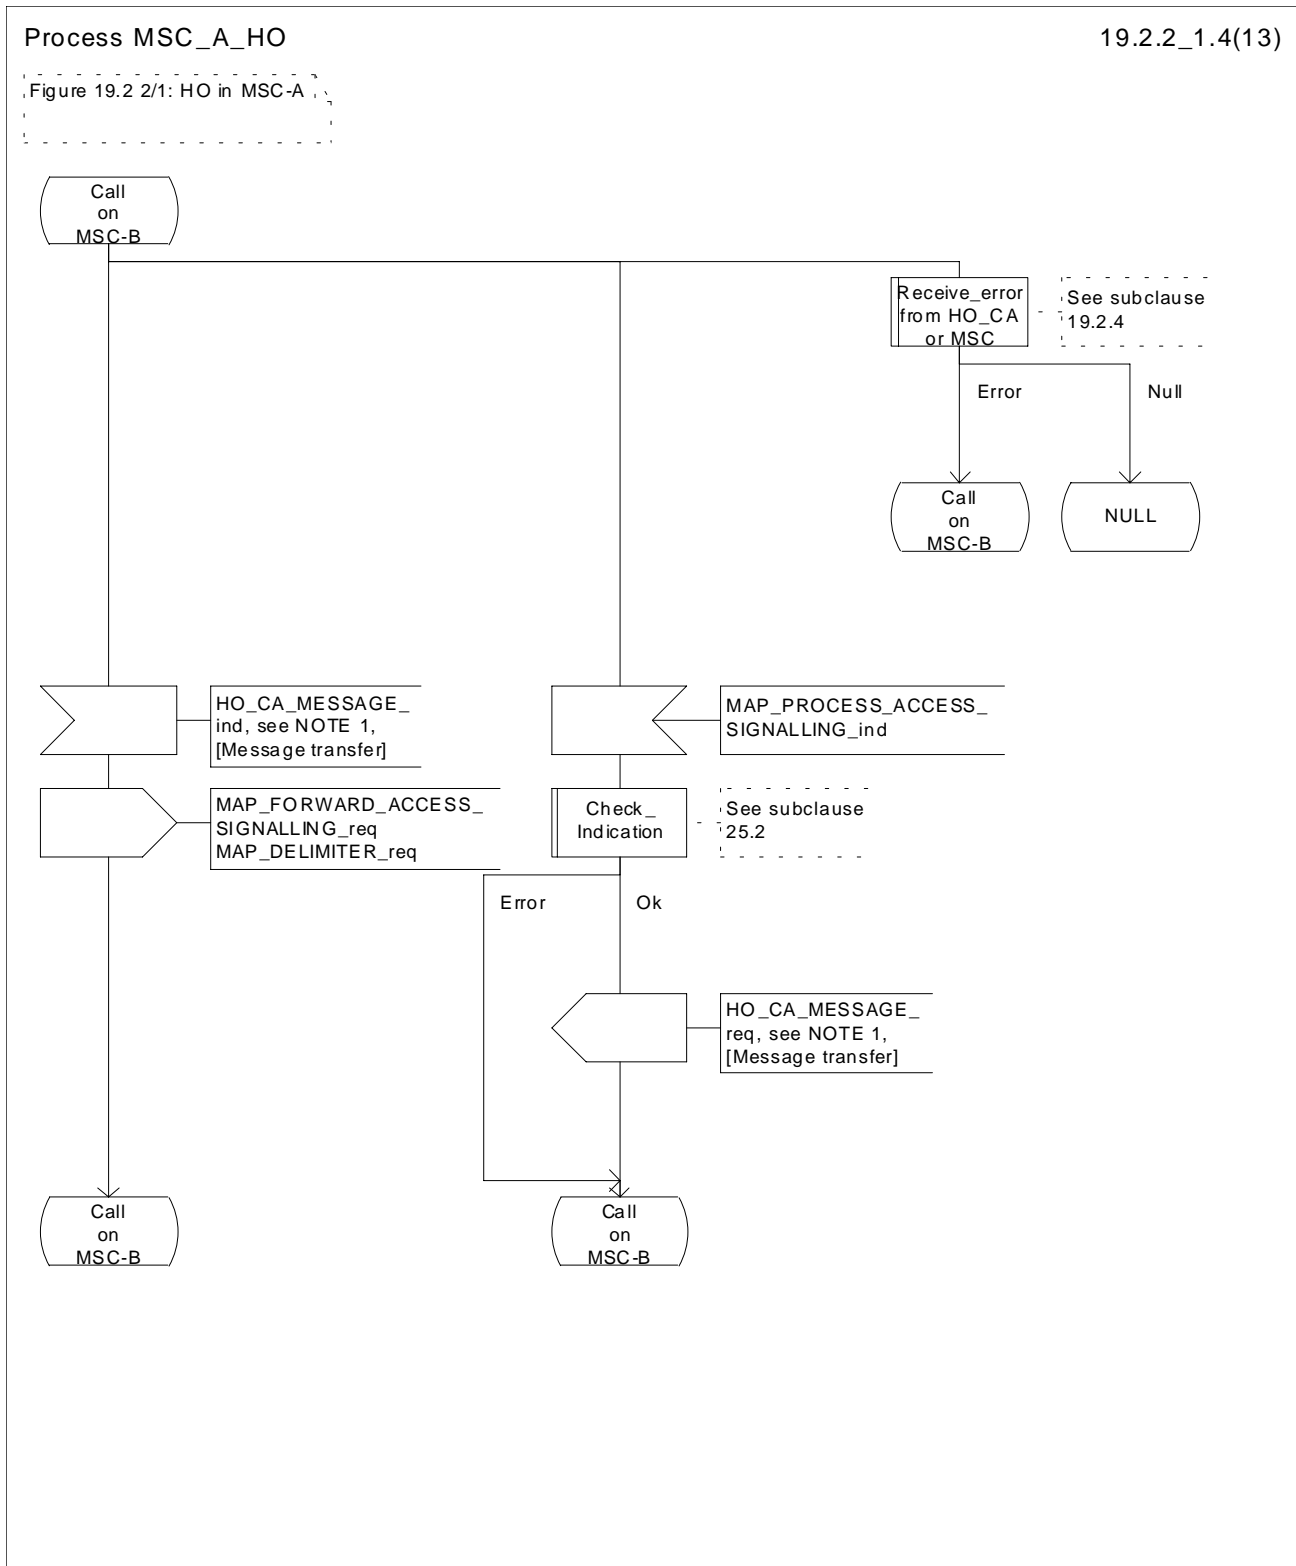 Process MSC_A_HO
19.2.2_1.4(13)
Figure 19.2 2/1: HO in MSC-A
Call
on
MSC-B
Receive_error
from HO_CA
or MSC
See subclause
19.2.4
Error
Null
Call
on
MSC-B
NULL
HO_CA_MESSAGE_
ind, see NOTE 1,
[Message transfer]
MAP_PROCESS_ACCESS_
SIGNALLING_ind
MAP_FORWARD_ACCESS_
SIGNALLING_req
MAP_DELIMITER_req
Check_
Indication
See subclause
25.2
Error
Ok
HO_CA_MESSAGE_
req, see NOTE 1,
[Message transfer]
Call
on
MSC-B
Call
on
MSC-B